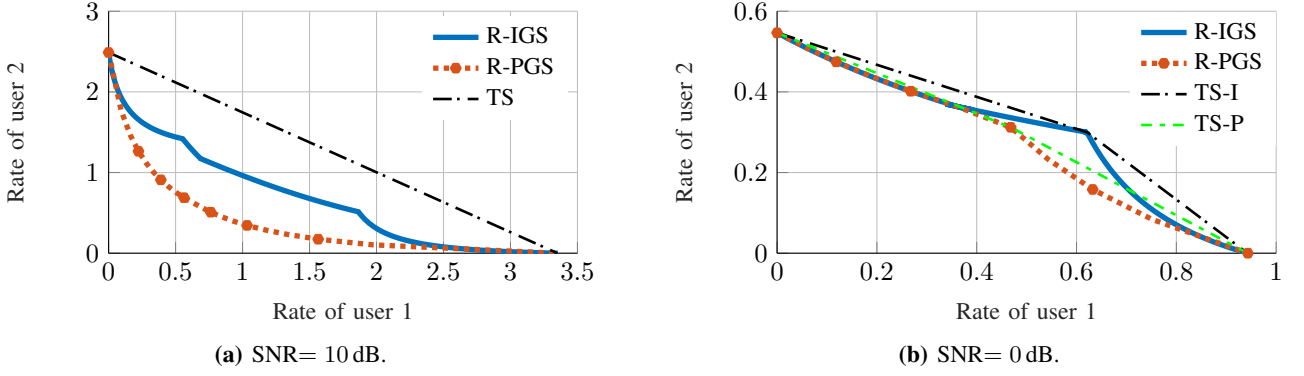 Rate of user 2
3
2
1
0
0
0.5
1
1.5
2
2.5
3
3.5
Rate of user 1
R-IGS
R-PGS
TS
(a) SNR= 10 dB.
Rate of user 2
0.6
0.4
0.2
0
0
0.2
0.4
0.6
0.8
1
Rate of user 1
R-IGS
R-PGS
TS-I
TS-P
(b) SNR= 0 dB.